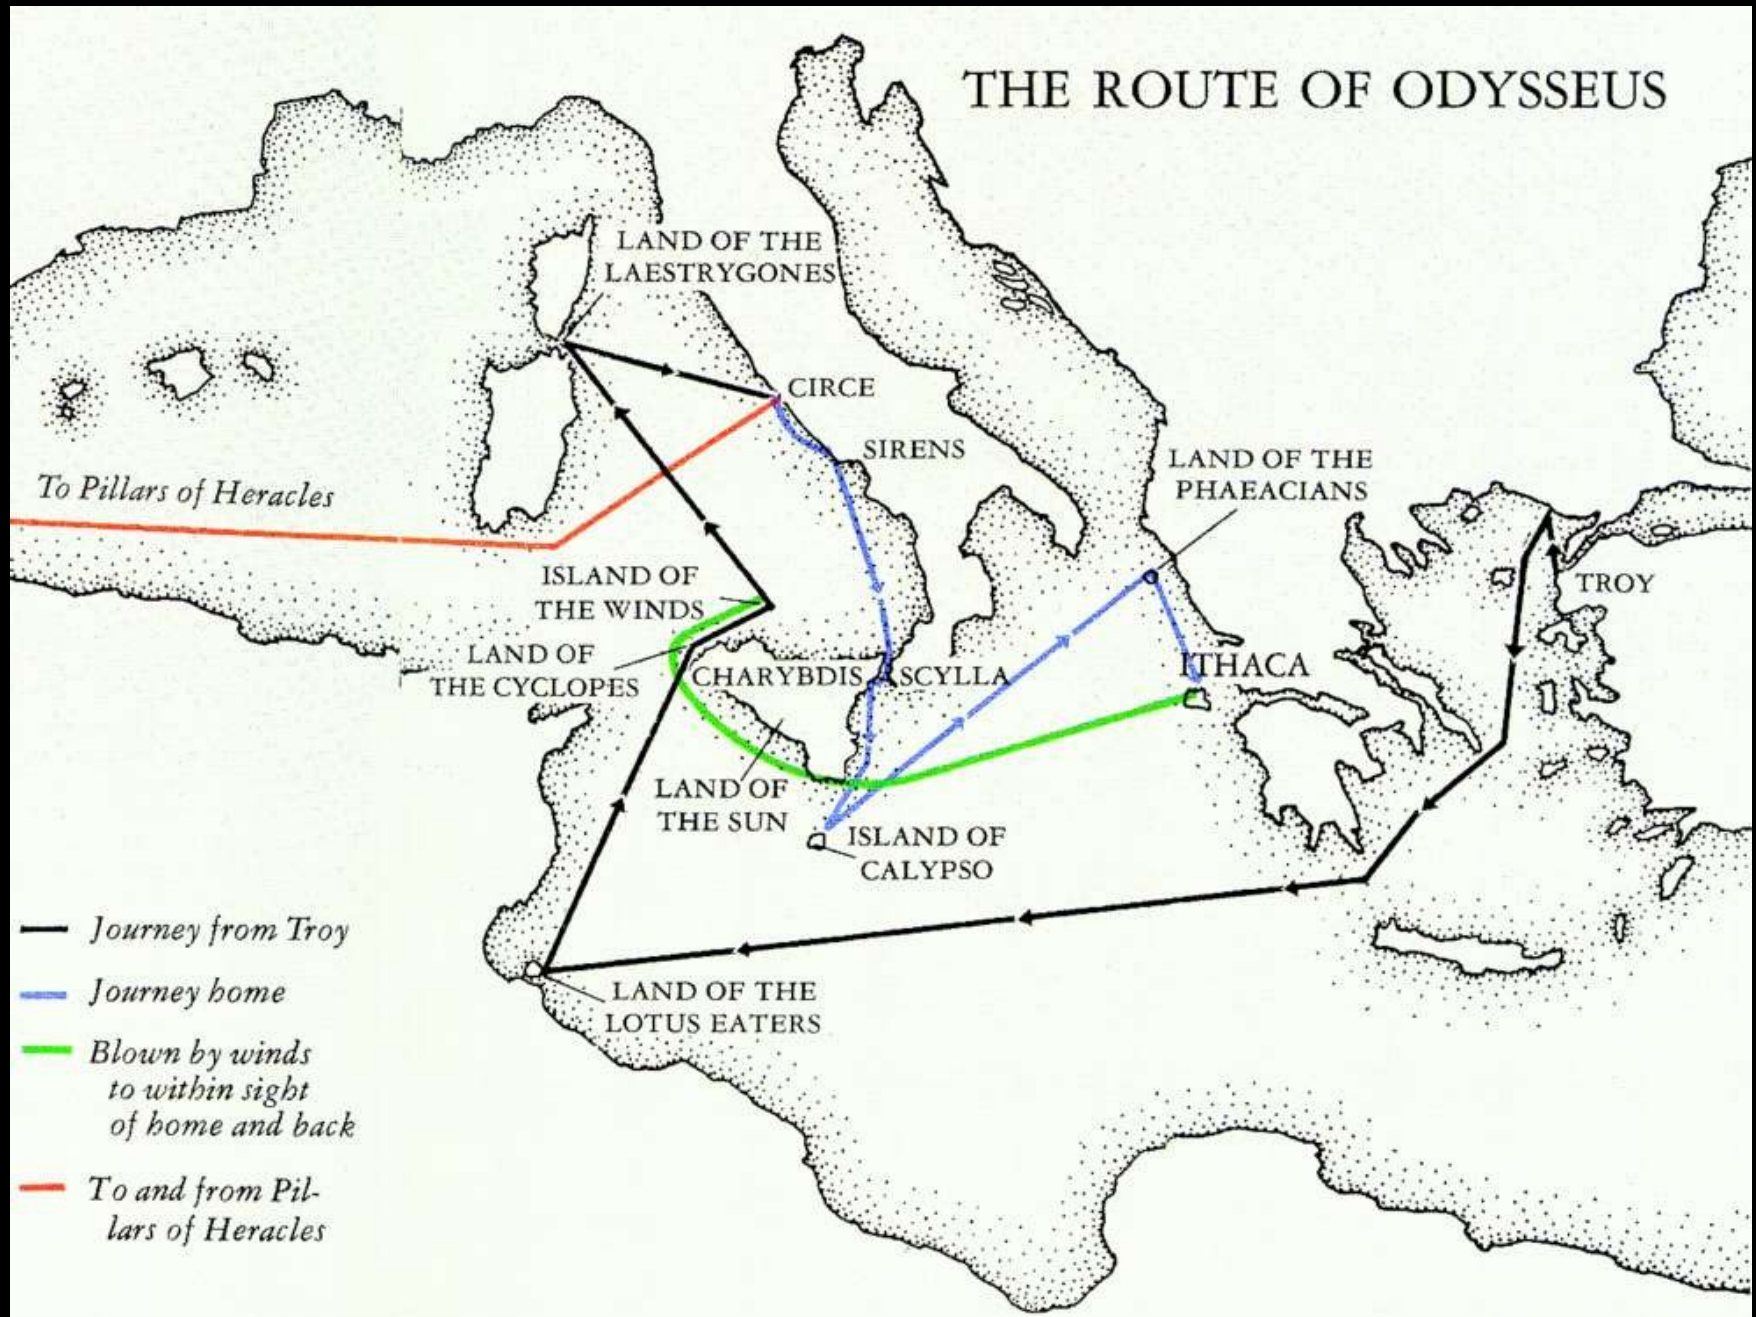 THE ROUTE OF ODYSSEUS
LAND OF THE
LAESTRYGONES
CIRCE
SIRENS
LAND OF THE
PHAEACIANS
To Pillars of Heracles
ISLAND OF
THE WINDS
TROY
LAND OF
THE CYCLOPES
CHARYBDIS
SCYLLA
ITHACA
LAND OF
THE SUN
ISLAND OF
CALYPSO
LAND OF THE
LOTUS EATERS
Journey from Troy
Journey home
Blown by winds
to within sight
of home and back
To and from Pil-
lars of Heracles